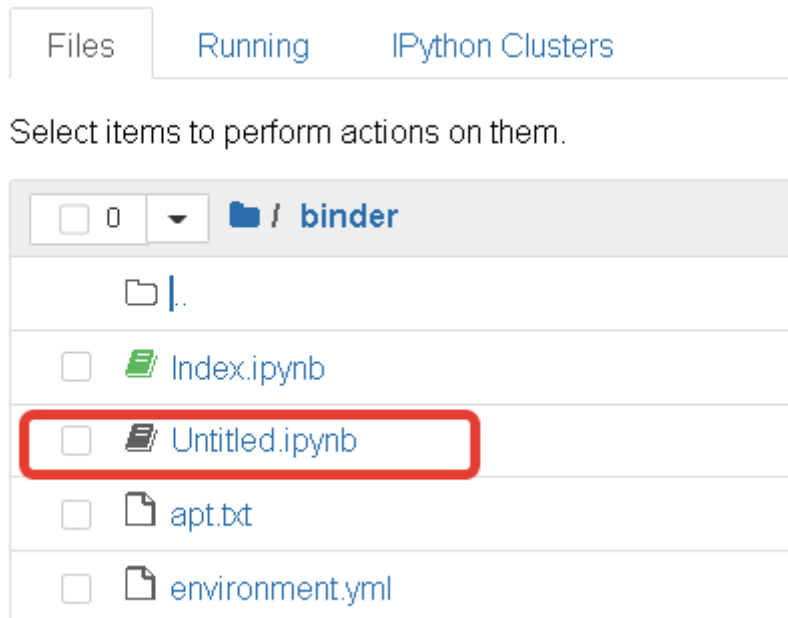 Files Running IPython Clusters
Select items to perform actions on them.
0 / binder
..
Index.ipynb
Untitled.ipynb
apt.txt
environment.yml